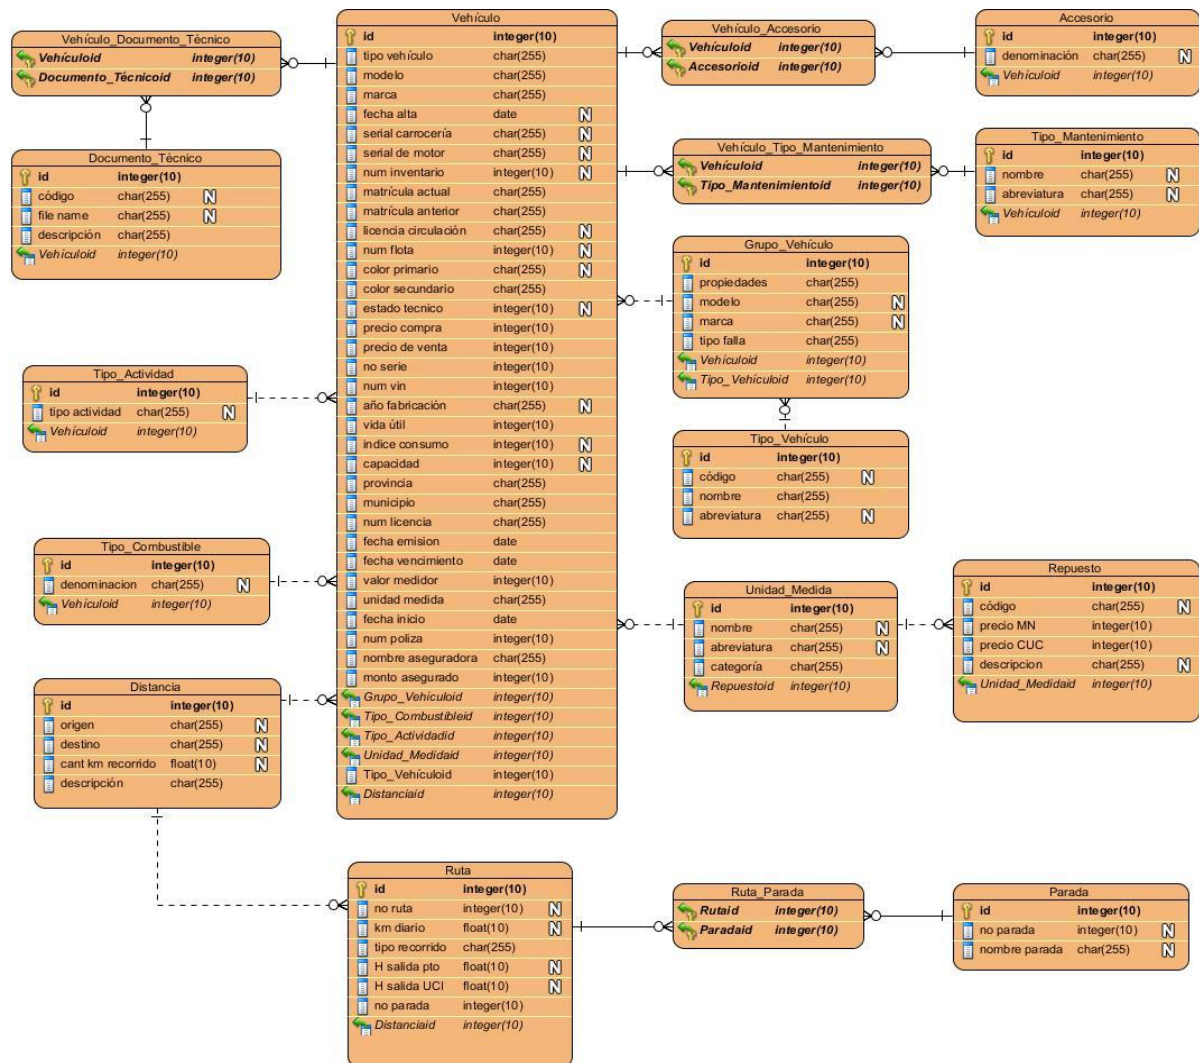 Vehículo_Documento_Técnico
Vehículoid integer(10)
Documento_Técnicoid integer(10)
Documento_Técnico
id integer(10)
código char(255) N
file name char(255) N
descripción char(255)
Vehículoid integer(10)
Tipo_Actividad
id integer(10)
tipo actividad char(255) N
Vehículoid integer(10)
Tipo_Combustible
id integer(10)
denominacion char(255) N
Vehículoid integer(10)
Distancia
id integer(10)
origen char(255) N
destino char(255) N
cant km recorrido float(10) N
descripción char(255)
Vehículo
id integer(10)
tipo vehículo char(255)
modelo char(255)
marca char(255)
fecha alta date N
serial carrocería char(255) N
serial de motor char(255) N
num inventario integer(10) N
matrícula actual char(255)
matrícula anterior char(255)
licencia circulación char(255) N
num flota integer(10) N
color primario char(255) N
color secundario char(255)
estado tecnico integer(10) N
precio compra integer(10)
precio de venta integer(10)
no serie integer(10)
num vin integer(10)
año fabricación char(255) N
vida útil integer(10)
indice consumo integer(10) N
capacidad integer(10) N
provincia char(255)
municipio char(255)
num licencia char(255)
fecha emision date
fecha vencimiento date
valor medidor integer(10)
unidad medida char(255)
fecha inicio date
num poliza integer(10)
nombre aseguradora char(255)
monto asegurado integer(10)
Grupo_Vehículoid integer(10)
Tipo_Combustibleid integer(10)
Tipo_Actividadid integer(10)
Unidad_Medidaid integer(10)
Tipo_Vehículoid integer(10)
Distanciaid integer(10)
Vehículo_Accesorio
Vehículoid integer(10)
Accesorioid integer(10)
Accesorio
id integer(10)
denominación char(255) N
Vehículoid integer(10)
Vehículo_Tipo_Mantenimiento
Vehículoid integer(10)
Tipo_Mantenimientoid integer(10)
Tipo_Mantenimiento
id integer(10)
nombre char(255) N
abreviatura char(255) N
Vehículoid integer(10)
Grupo_Vehículo
id integer(10)
propiedades char(255)
modelo char(255) N
marca char(255) N
tipo falla char(255)
Vehículoid integer(10)
Tipo_Vehículoid integer(10)
Tipo_Vehículo
id integer(10)
código char(255) N
nombre char(255)
abreviatura char(255) N
Unidad_Medida
id integer(10)
nombre char(255) N
abreviatura char(255) N
categoría char(255)
Repuestoid integer(10)
Repuesto
id integer(10)
código char(255) N
precio MN integer(10)
precio CUC integer(10)
descripcion char(255) N
Unidad_Medidaid integer(10)
Ruta
id integer(10)
no ruta integer(10) N
km diario float(10) N
tipo recorrido char(255)
H salida pto float(10) N
H salida UCI float(10) N
no parada integer(10)
Distanciaid integer(10)
Ruta_Parada
Rutaid integer(10)
Paradaid integer(10)
Parada
id integer(10)
no parada integer(10) N
nombre parada char(255) N